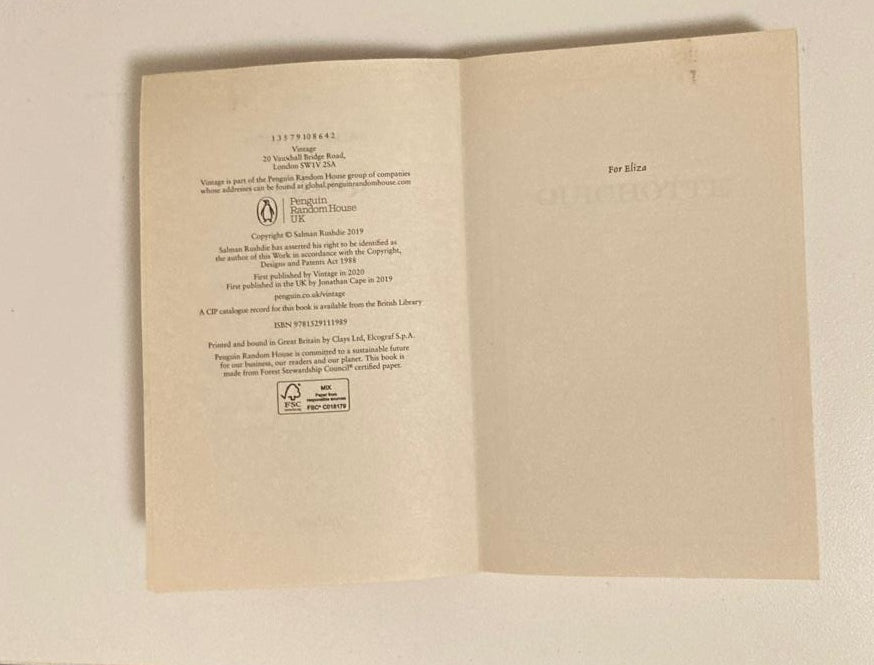 1 3 5 7 9 10 8 6 4 2
Vintage
20 Vauxhall Bridge Road,
London SW1V 2SA
Vintage is part of the Penguin Random House group of companies
whose addresses can be found at global.penguinrandomhouse.com
Penguin
Random House
UK
Copyright © Salman Rushdie 2019
Salman Rushdie has asserted his right to be identified as
the author of this Work in accordance with the Copyright,
Designs and Patents Act 1988
First published by Vintage in 2020
First published in the UK by Jonathan Cape in 2019
penguin.co.uk/vintage
A CIP catalogue record for this book is available from the British Library
ISBN 9781529111989
Printed and bound in Great Britain by Clays Ltd, Elcograf S.p.A.
Penguin Random House is committed to a sustainable future
for our business, our readers and our planet. This book is
made from Forest Stewardship Council® certified paper.
FSC
MIX
Paper from
responsible sources
FSC® C018179
For Eliza